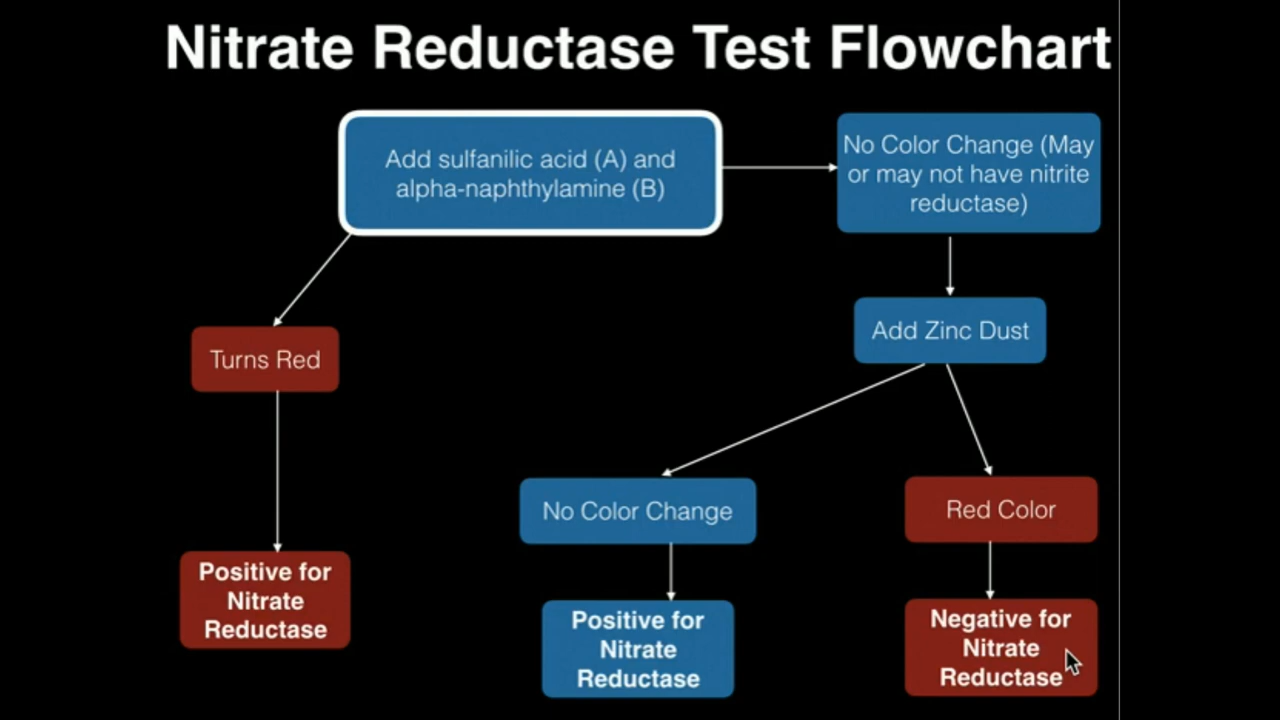 Nitrate Reductase Test Flowchart
Add sulfanilic acid (A) and
alpha-naphthylamine (B)
No Color Change (May
or may not have nitrite
reductase)
Add Zinc Dust
Turns Red
No Color Change
Red Color
Positive for
Nitrate
Reductase
Positive for
Nitrate
Reductase
Negative for
Nitrate
Reductase